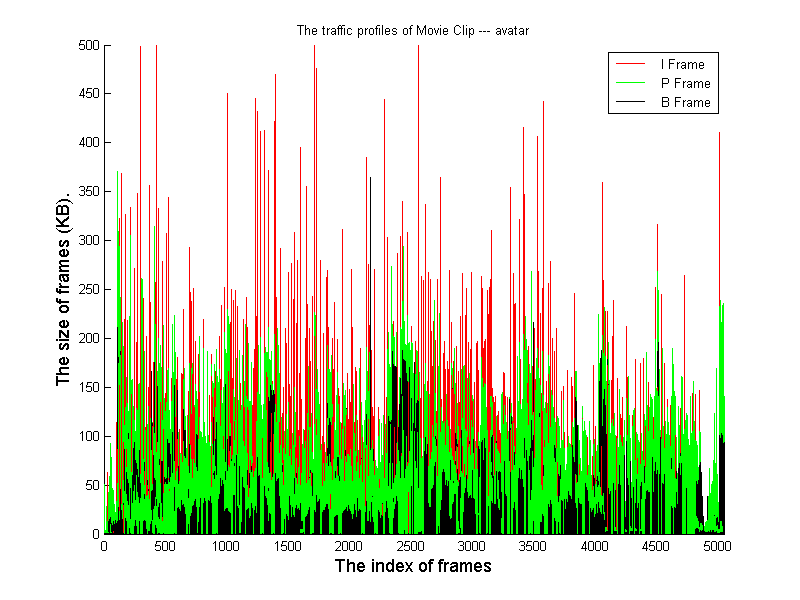 The traffic profiles of Movie Clip --- avatar
500
450
400
350
300
250
200
150
100
50
0
The size of frames (KB).
I Frame
P Frame
B Frame
0 500 1000 1500 2000 2500 3000 3500 4000 4500 5000
The index of frames